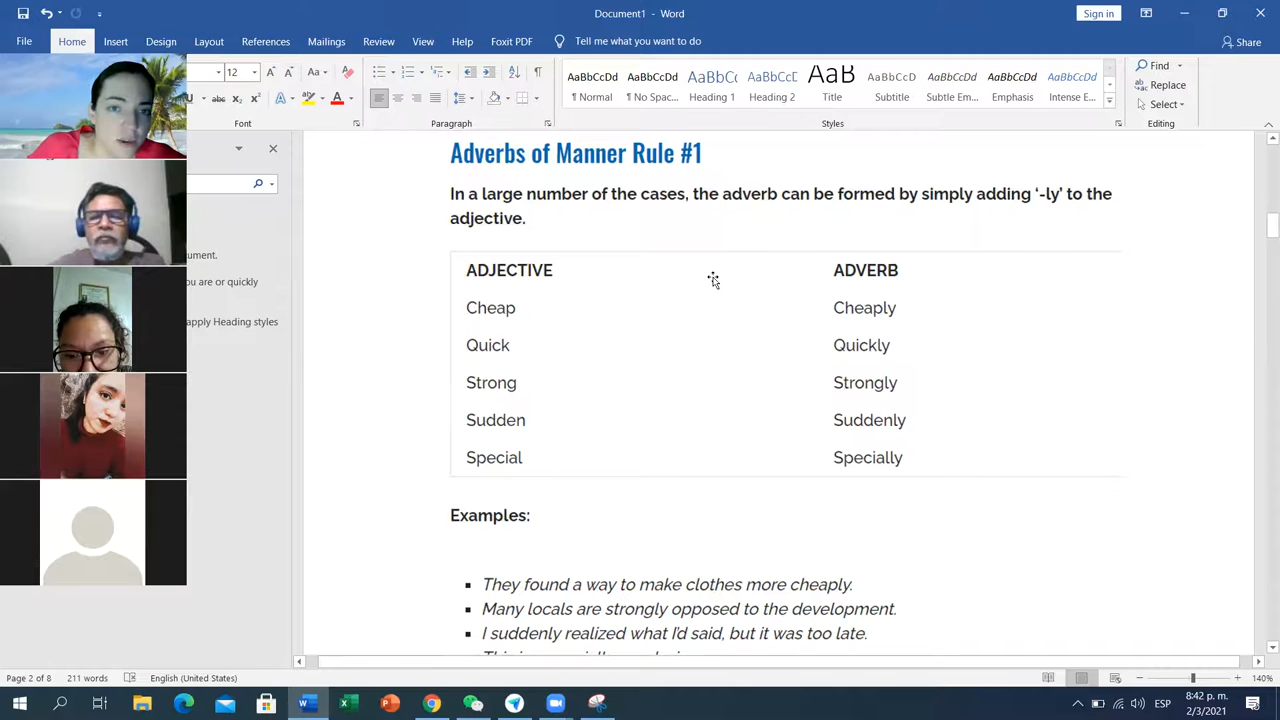 Document1 - Word
Sign in
File Home Insert Design Layout References Mailings Review View Help Foxit PDF Tell me what you want to do Share
12 A A Aa A
abc x₂ x² A A
Font Paragraph Styles Editing
AaBbCcDd AaBbCcDd AaBbC AaBbCc AaB AaBbCcD AaBbCcDd AaBbCcDd AaBbCcDd
¶ Normal ¶ No Spac... Heading 1 Heading 2 Title Subtitle Subtle Em... Emphasis Intense E...
Find
Replace
Select
ument.
u are or quickly
apply Heading styles
Adverbs of Manner Rule #1
In a large number of the cases, the adverb can be formed by simply adding ‘-ly’ to the
adjective.
ADJECTIVE ADVERB
Cheap Cheaply
Quick Quickly
Strong Strongly
Sudden Suddenly
Special Specially
Examples:
▪ They found a way to make clothes more cheaply.
▪ Many locals are strongly opposed to the development.
▪ I suddenly realized what I’d said, but it was too late.
Page 2 of 8 211 words English (United States) 140%
ESP 8:42 p. m.
2/3/2021